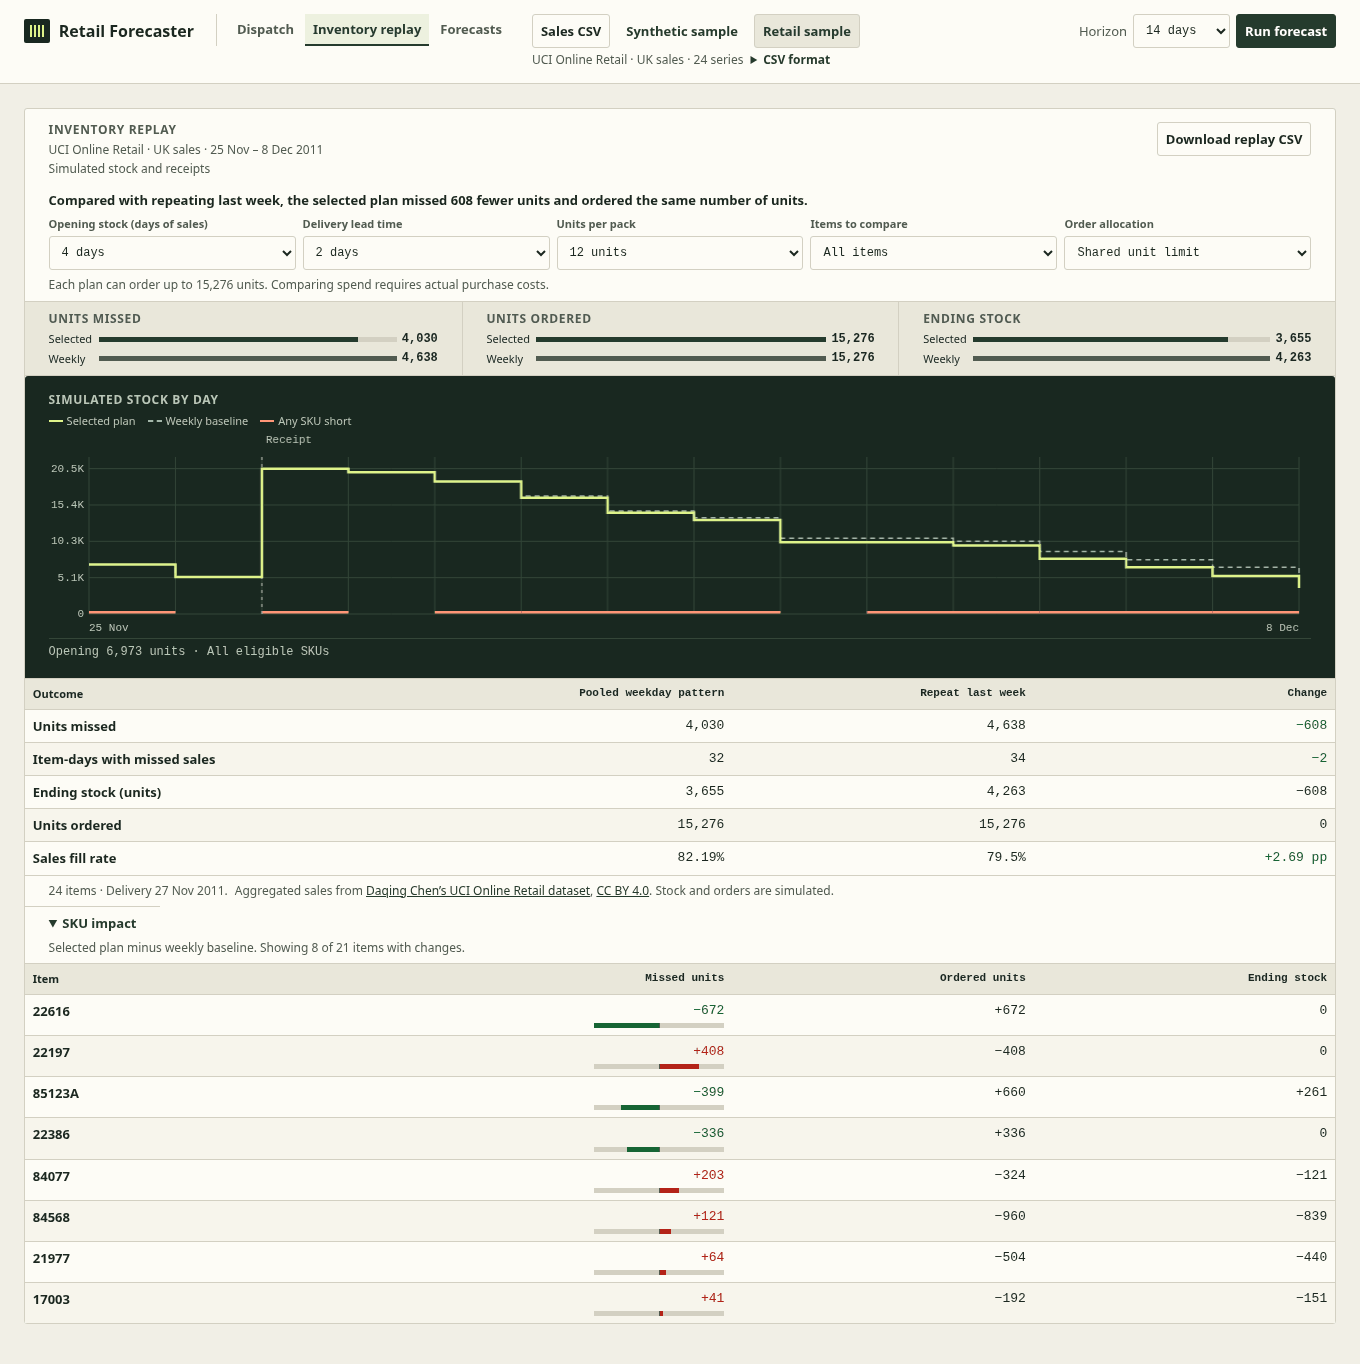 Retail Forecaster
Dispatch Inventory replay Forecasts
Sales CSV Synthetic sample Retail sample
UCI Online Retail · UK sales · 24 series ▶ CSV format
Horizon 14 days Run forecast
INVENTORY REPLAY
UCI Online Retail · UK sales · 25 Nov – 8 Dec 2011
Simulated stock and receipts
Download replay CSV
Compared with repeating last week, the selected plan missed 608 fewer units and ordered the same number of units.
Opening stock (days of sales) Delivery lead time Units per pack Items to compare Order allocation
4 days 2 days 12 units All items Shared unit limit
Each plan can order up to 15,276 units. Comparing spend requires actual purchase costs.
UNITS MISSED
Selected 4,030
Weekly 4,638
UNITS ORDERED
Selected 15,276
Weekly 15,276
ENDING STOCK
Selected 3,655
Weekly 4,263
SIMULATED STOCK BY DAY
Selected plan Weekly baseline Any SKU short
Receipt
20.5K
15.4K
10.3K
5.1K
0
25 Nov 8 Dec
Opening 6,973 units · All eligible SKUs
Outcome Pooled weekday pattern Repeat last week Change
Units missed 4,030 4,638 −608
Item-days with missed sales 32 34 −2
Ending stock (units) 3,655 4,263 −608
Units ordered 15,276 15,276 0
Sales fill rate 82.19% 79.5% +2.69 pp
24 items · Delivery 27 Nov 2011. Aggregated sales from Daqing Chen’s UCI Online Retail dataset, CC BY 4.0. Stock and orders are simulated.
▼ SKU impact
Selected plan minus weekly baseline. Showing 8 of 21 items with changes.
Item Missed units Ordered units Ending stock
22616 −672 +672 0
22197 +408 −408 0
85123A −399 +660 +261
22386 −336 +336 0
84077 +203 −324 −121
84568 +121 −960 −839
21977 +64 −504 −440
17003 +41 −192 −151